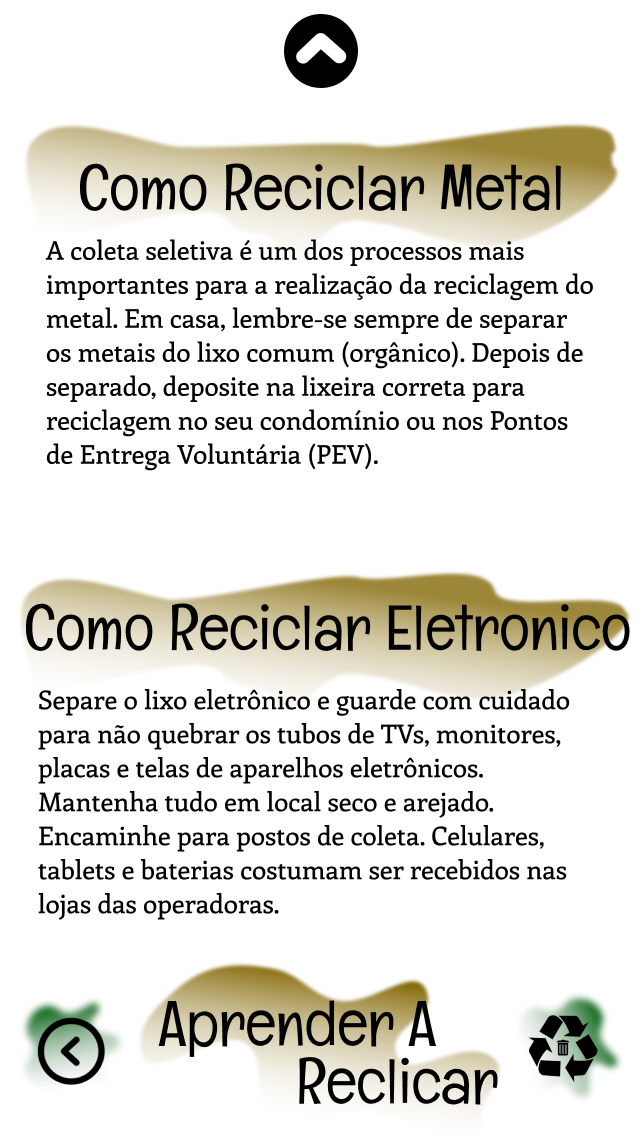 Como Reciclar Metal
A coleta seletiva é um dos processos mais
importantes para a realização da reciclagem do
metal. Em casa, lembre-se sempre de separar
os metais do lixo comum (orgânico). Depois de
separado, deposite na lixeira correta para
reciclagem no seu condomínio ou nos Pontos
de Entrega Voluntária (PEV).
Como Reciclar Eletronico
Separe o lixo eletrônico e guarde com cuidado
para não quebrar os tubos de TVs, monitores,
placas e telas de aparelhos eletrônicos.
Mantenha tudo em local seco e arejado.
Encaminhe para postos de coleta. Celulares,
tablets e baterias costumam ser recebidos nas
lojas das operadoras.
Aprender A
Reclicar